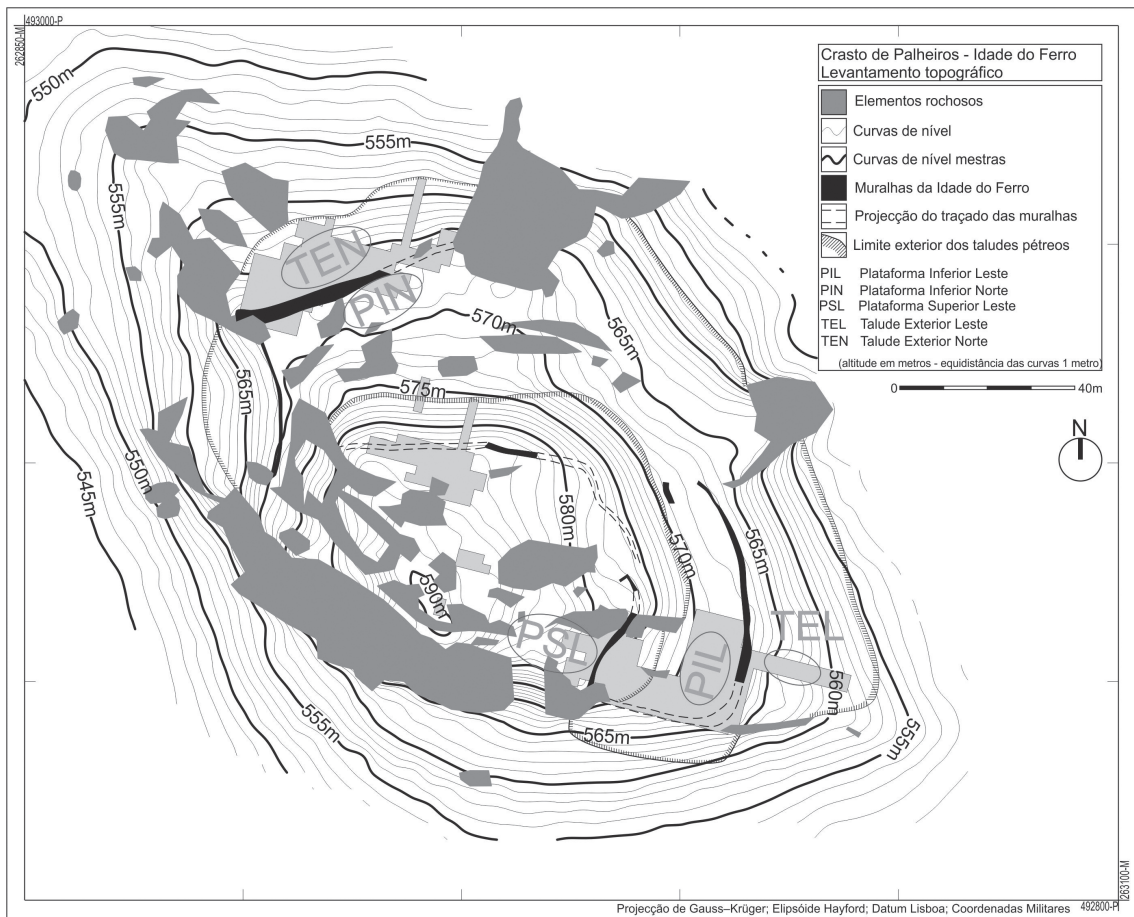 493000-P
262850-M
Crasto de Palheiros - Idade do Ferro
Levantamento topográfico
Elementos rochosos
Curvas de nível
Curvas de nível mestras
Muralhas da Idade do Ferro
Projecção do traçado das muralhas
Limite exterior dos taludes pétreos
PIL Plataforma Inferior Leste
PIN Plataforma Inferior Norte
PSL Plataforma Superior Leste
TEL Talude Exterior Leste
TEN Talude Exterior Norte
(altitude em metros - equidistância das curvas 1 metro)
0 40m
N
550m
555m
555m
TEN
PIN
570m
565m
565m
575m
550m
545m
580m
570m
565m
590m
PSL
PIL
TEL
560m
555m
565m
555m
263100-M
Projecção de Gauss–Krüger; Elipsóide Hayford; Datum Lisboa; Coordenadas Militares
492800-P